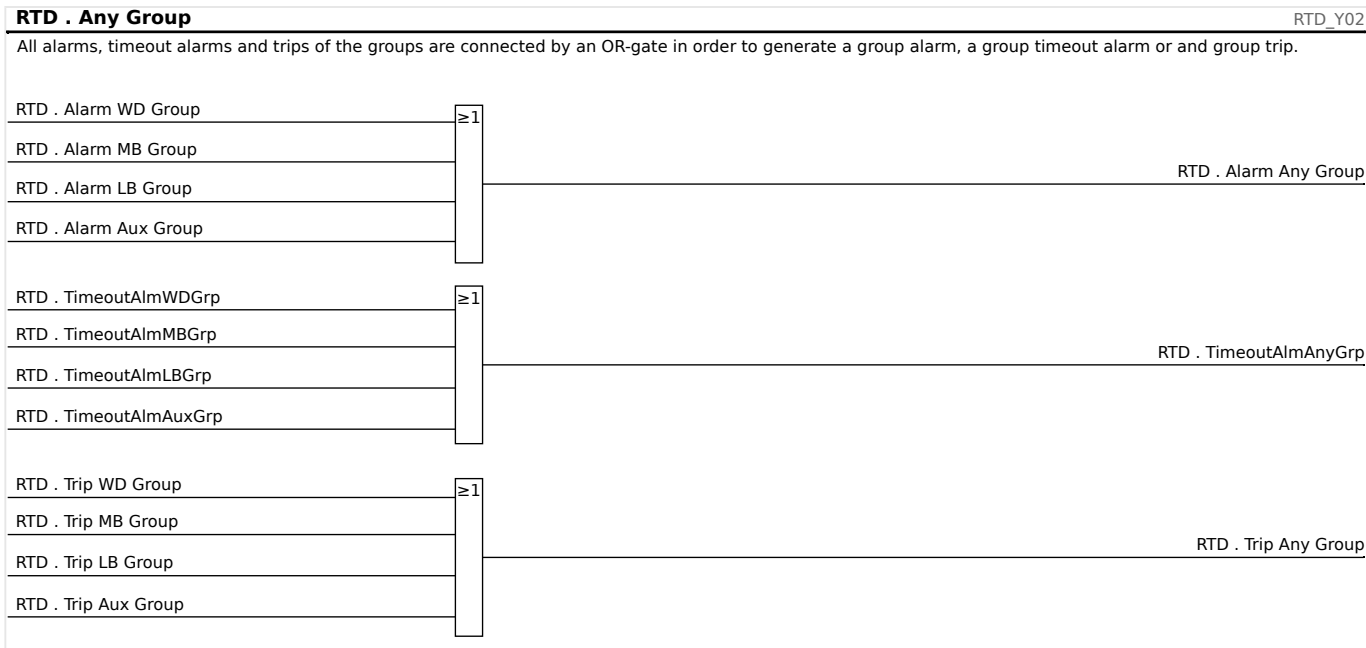 RTD . Any Group
RTD_Y02
All alarms, timeout alarms and trips of the groups are connected by an OR-gate in order to generate a group alarm, a group timeout alarm or and group trip.
RTD . Alarm WD Group
≥1
RTD . Alarm MB Group
RTD . Alarm Any Group
RTD . Alarm LB Group
RTD . Alarm Aux Group
RTD . TimeoutAlmWDGrp
≥1
RTD . TimeoutAlmMBGrp
RTD . TimeoutAlmAnyGrp
RTD . TimeoutAlmLBGrp
RTD . TimeoutAlmAuxGrp
RTD . Trip WD Group
≥1
RTD . Trip MB Group
RTD . Trip Any Group
RTD . Trip LB Group
RTD . Trip Aux Group